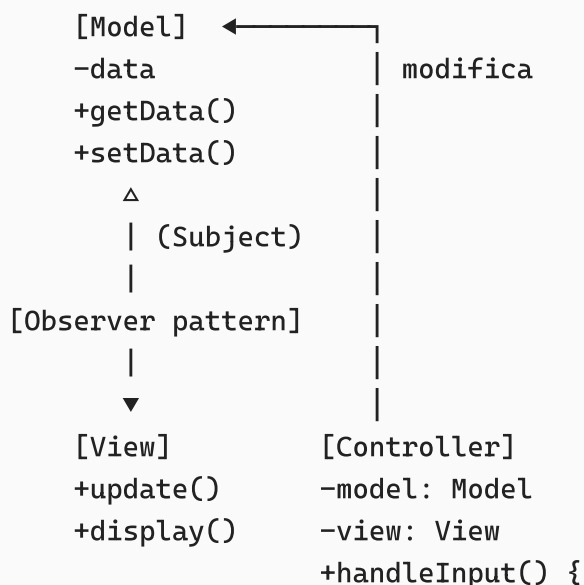 [Model]
-data
modifica
+getData()
+setData()
(Subject)
[Observer pattern]
[View]
[Controller]
+update()
-model: Model
+display()
-view: View
+handleInput() {